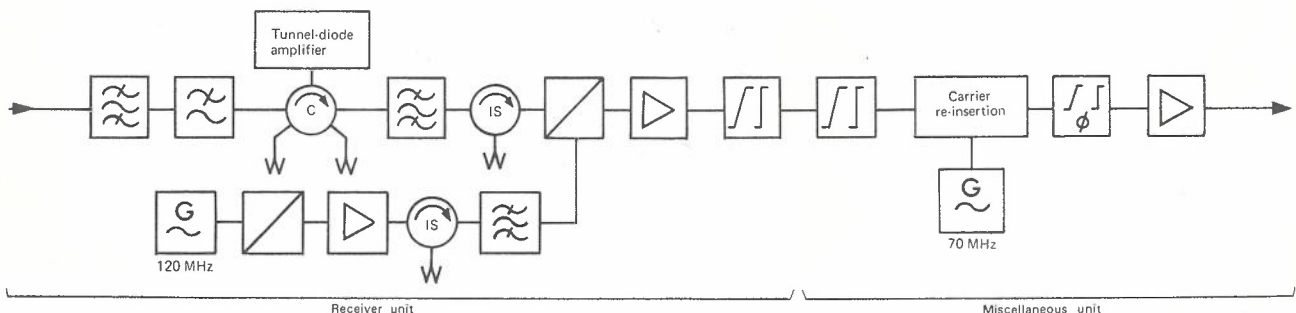 Tunnel-diode
amplifier
C
IS
Carrier
re-insertion
ϕ
G
120 MHz
IS
G
70 MHz
Receiver unit
Miscellaneous unit